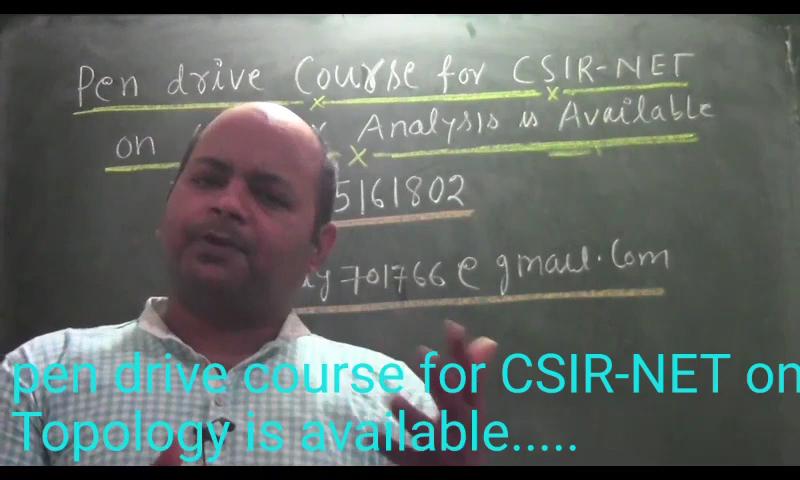 Pen drive Course for CSIR-NET
on Analysis is Available
5161802
y701766@gmail.com
pen drive course for CSIR-NET on
Topology is available.....